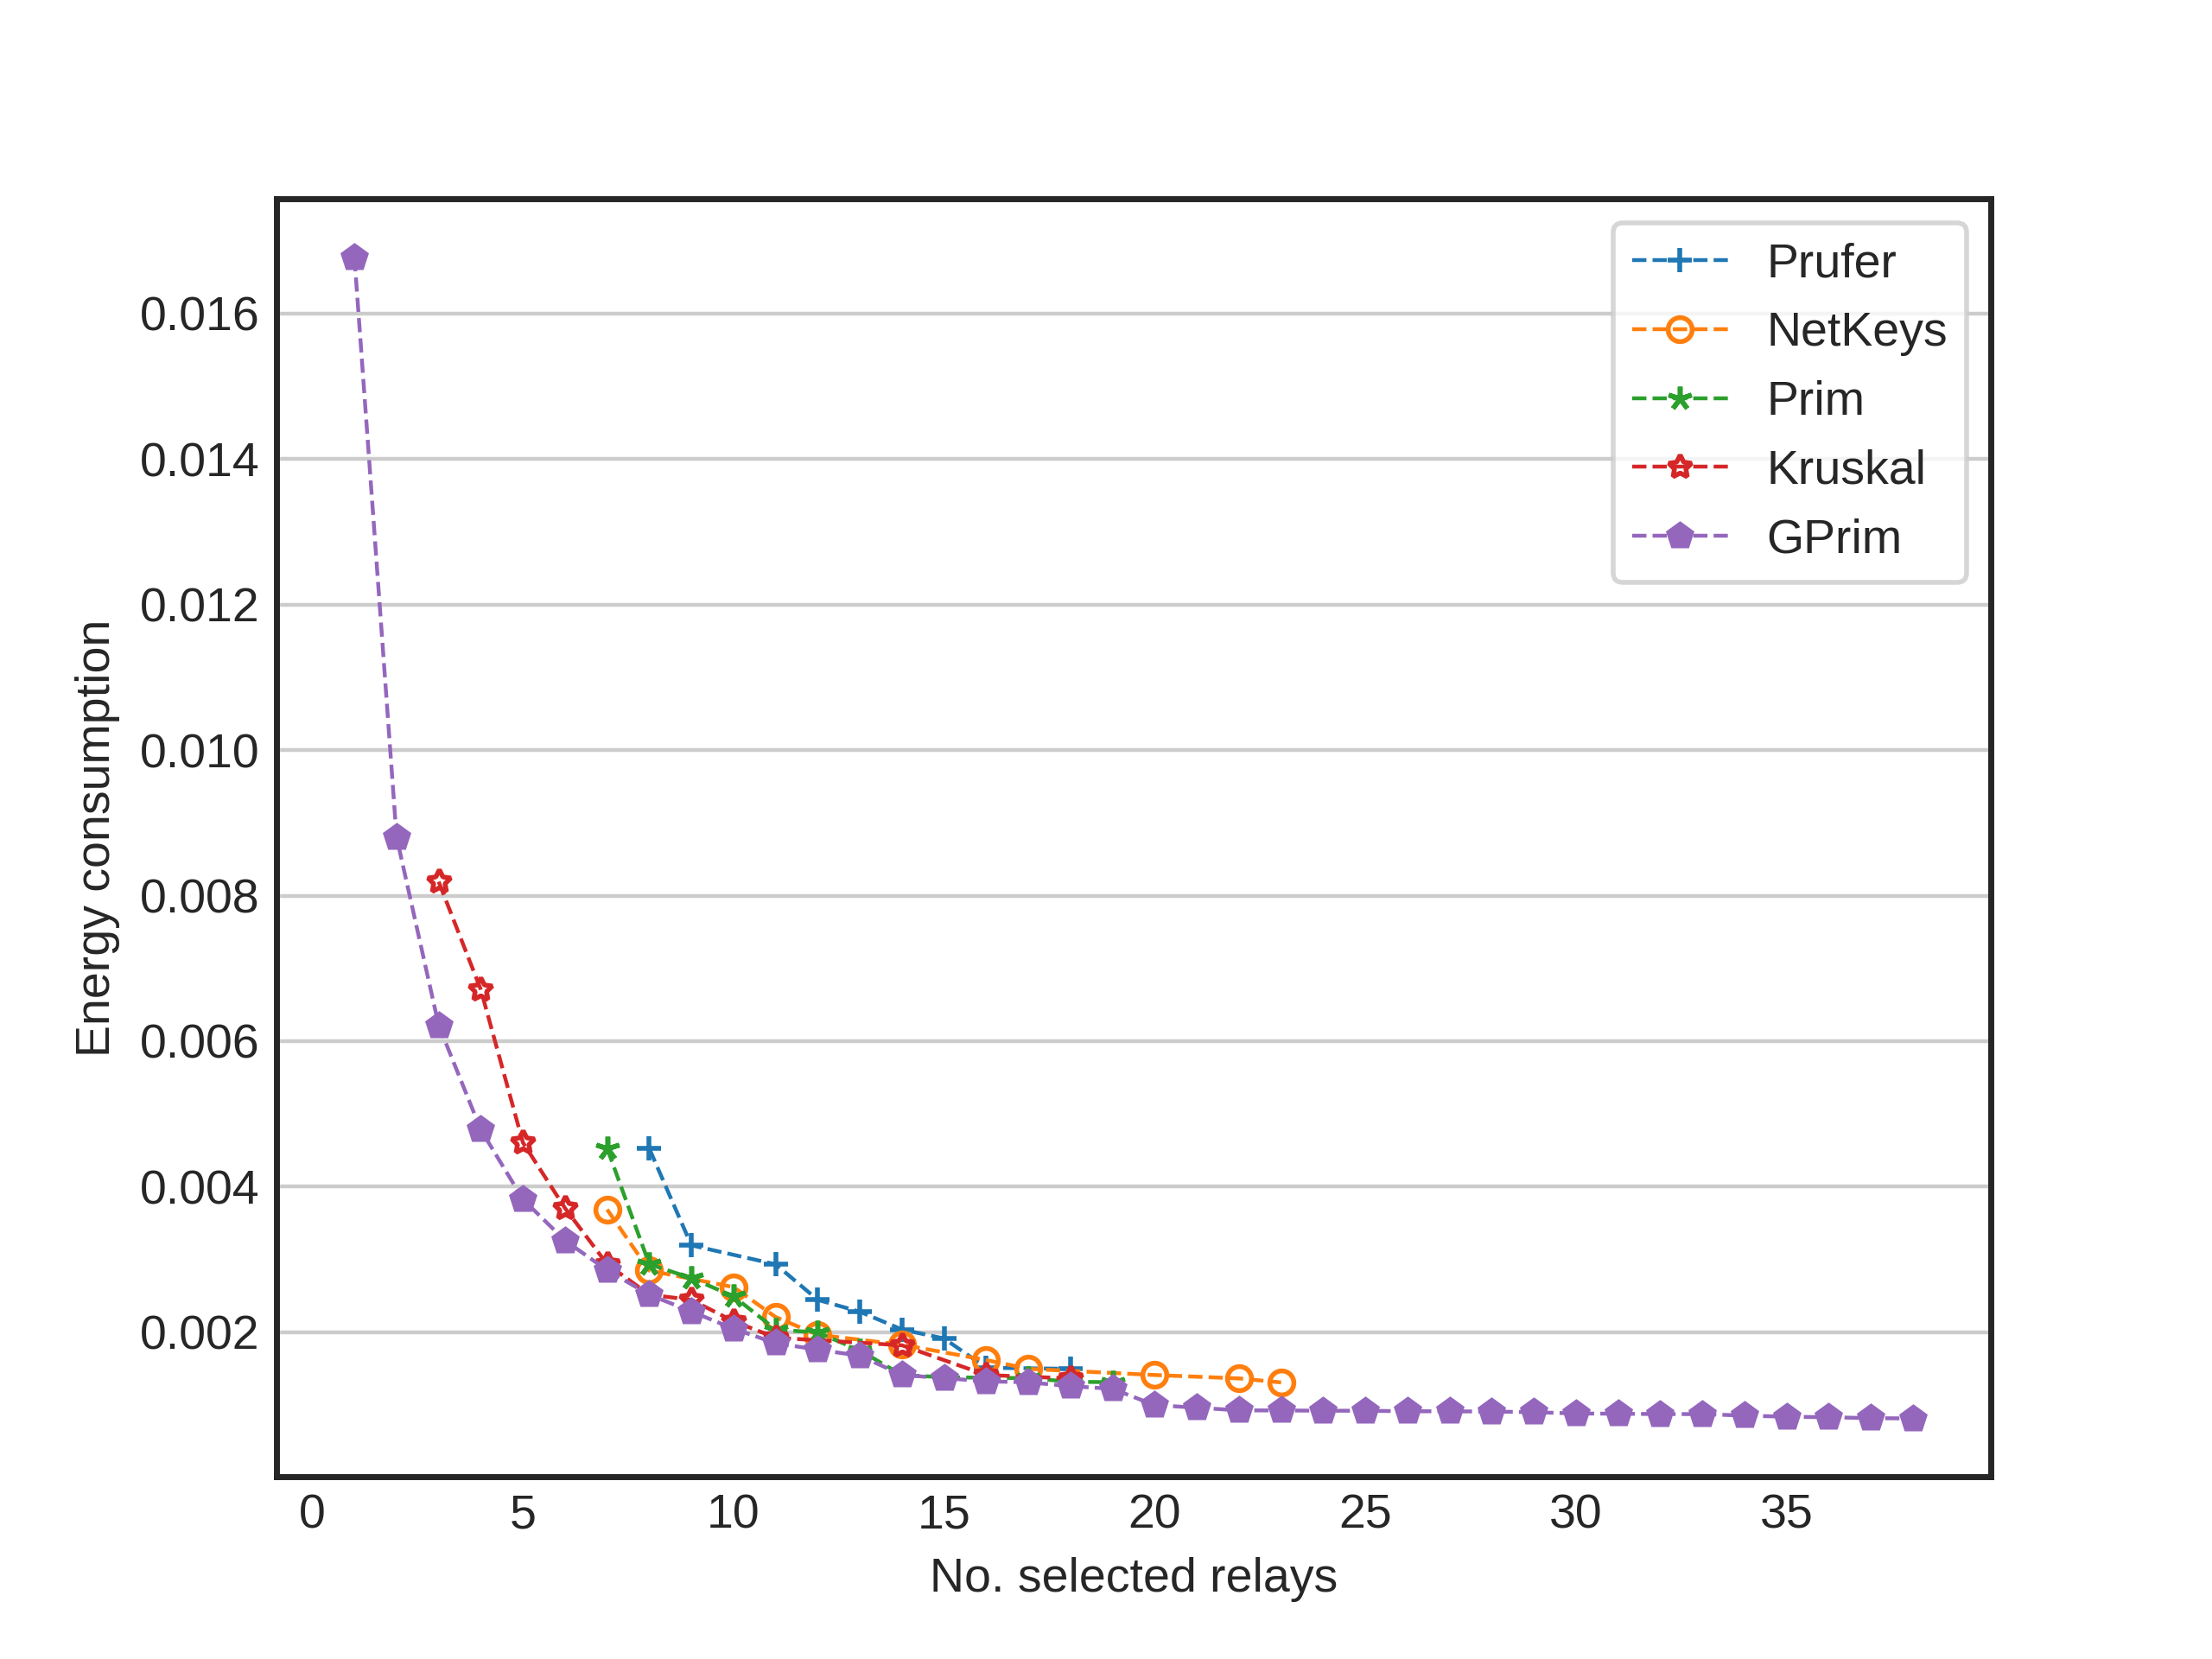 Prufer
NetKeys
Prim
Kruskal
GPrim
0.016
0.014
0.012
0.010
0.008
0.006
0.004
0.002
Energy consumption
0 5 10 15 20 25 30 35
No. selected relays